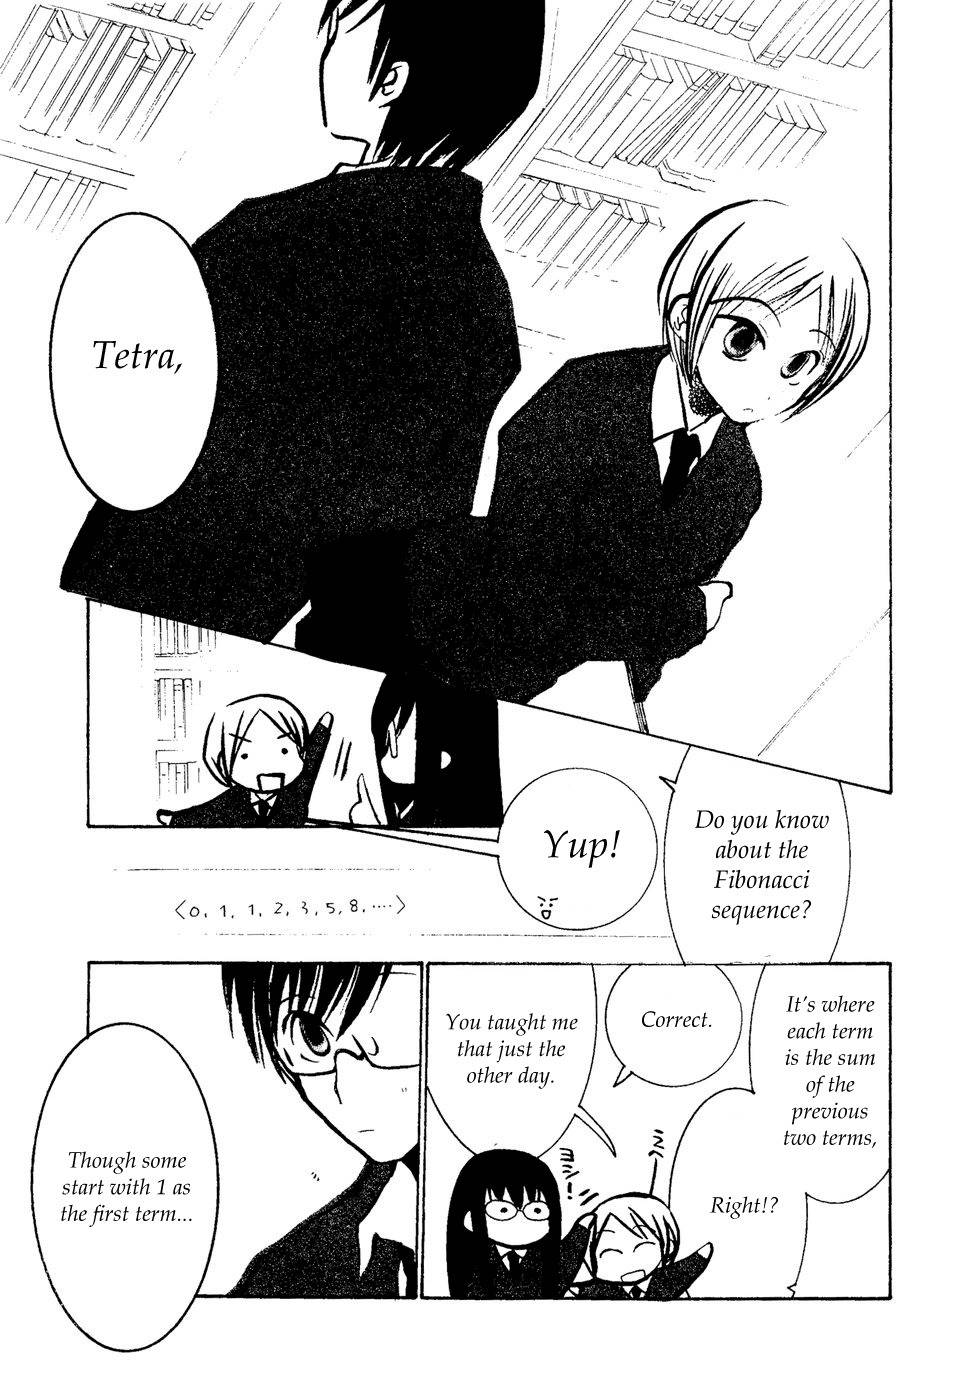 Tetra,
Do you know
about the
Fibonacci
sequence?
Yup!
〈0, 1, 1, 2, 3, 5, 8, ····〉
It's where
each term
is the sum
of the
previous
two terms,
Right!?
Correct.
You taught me
that just the
other day.
Though some
start with 1 as
the first term...